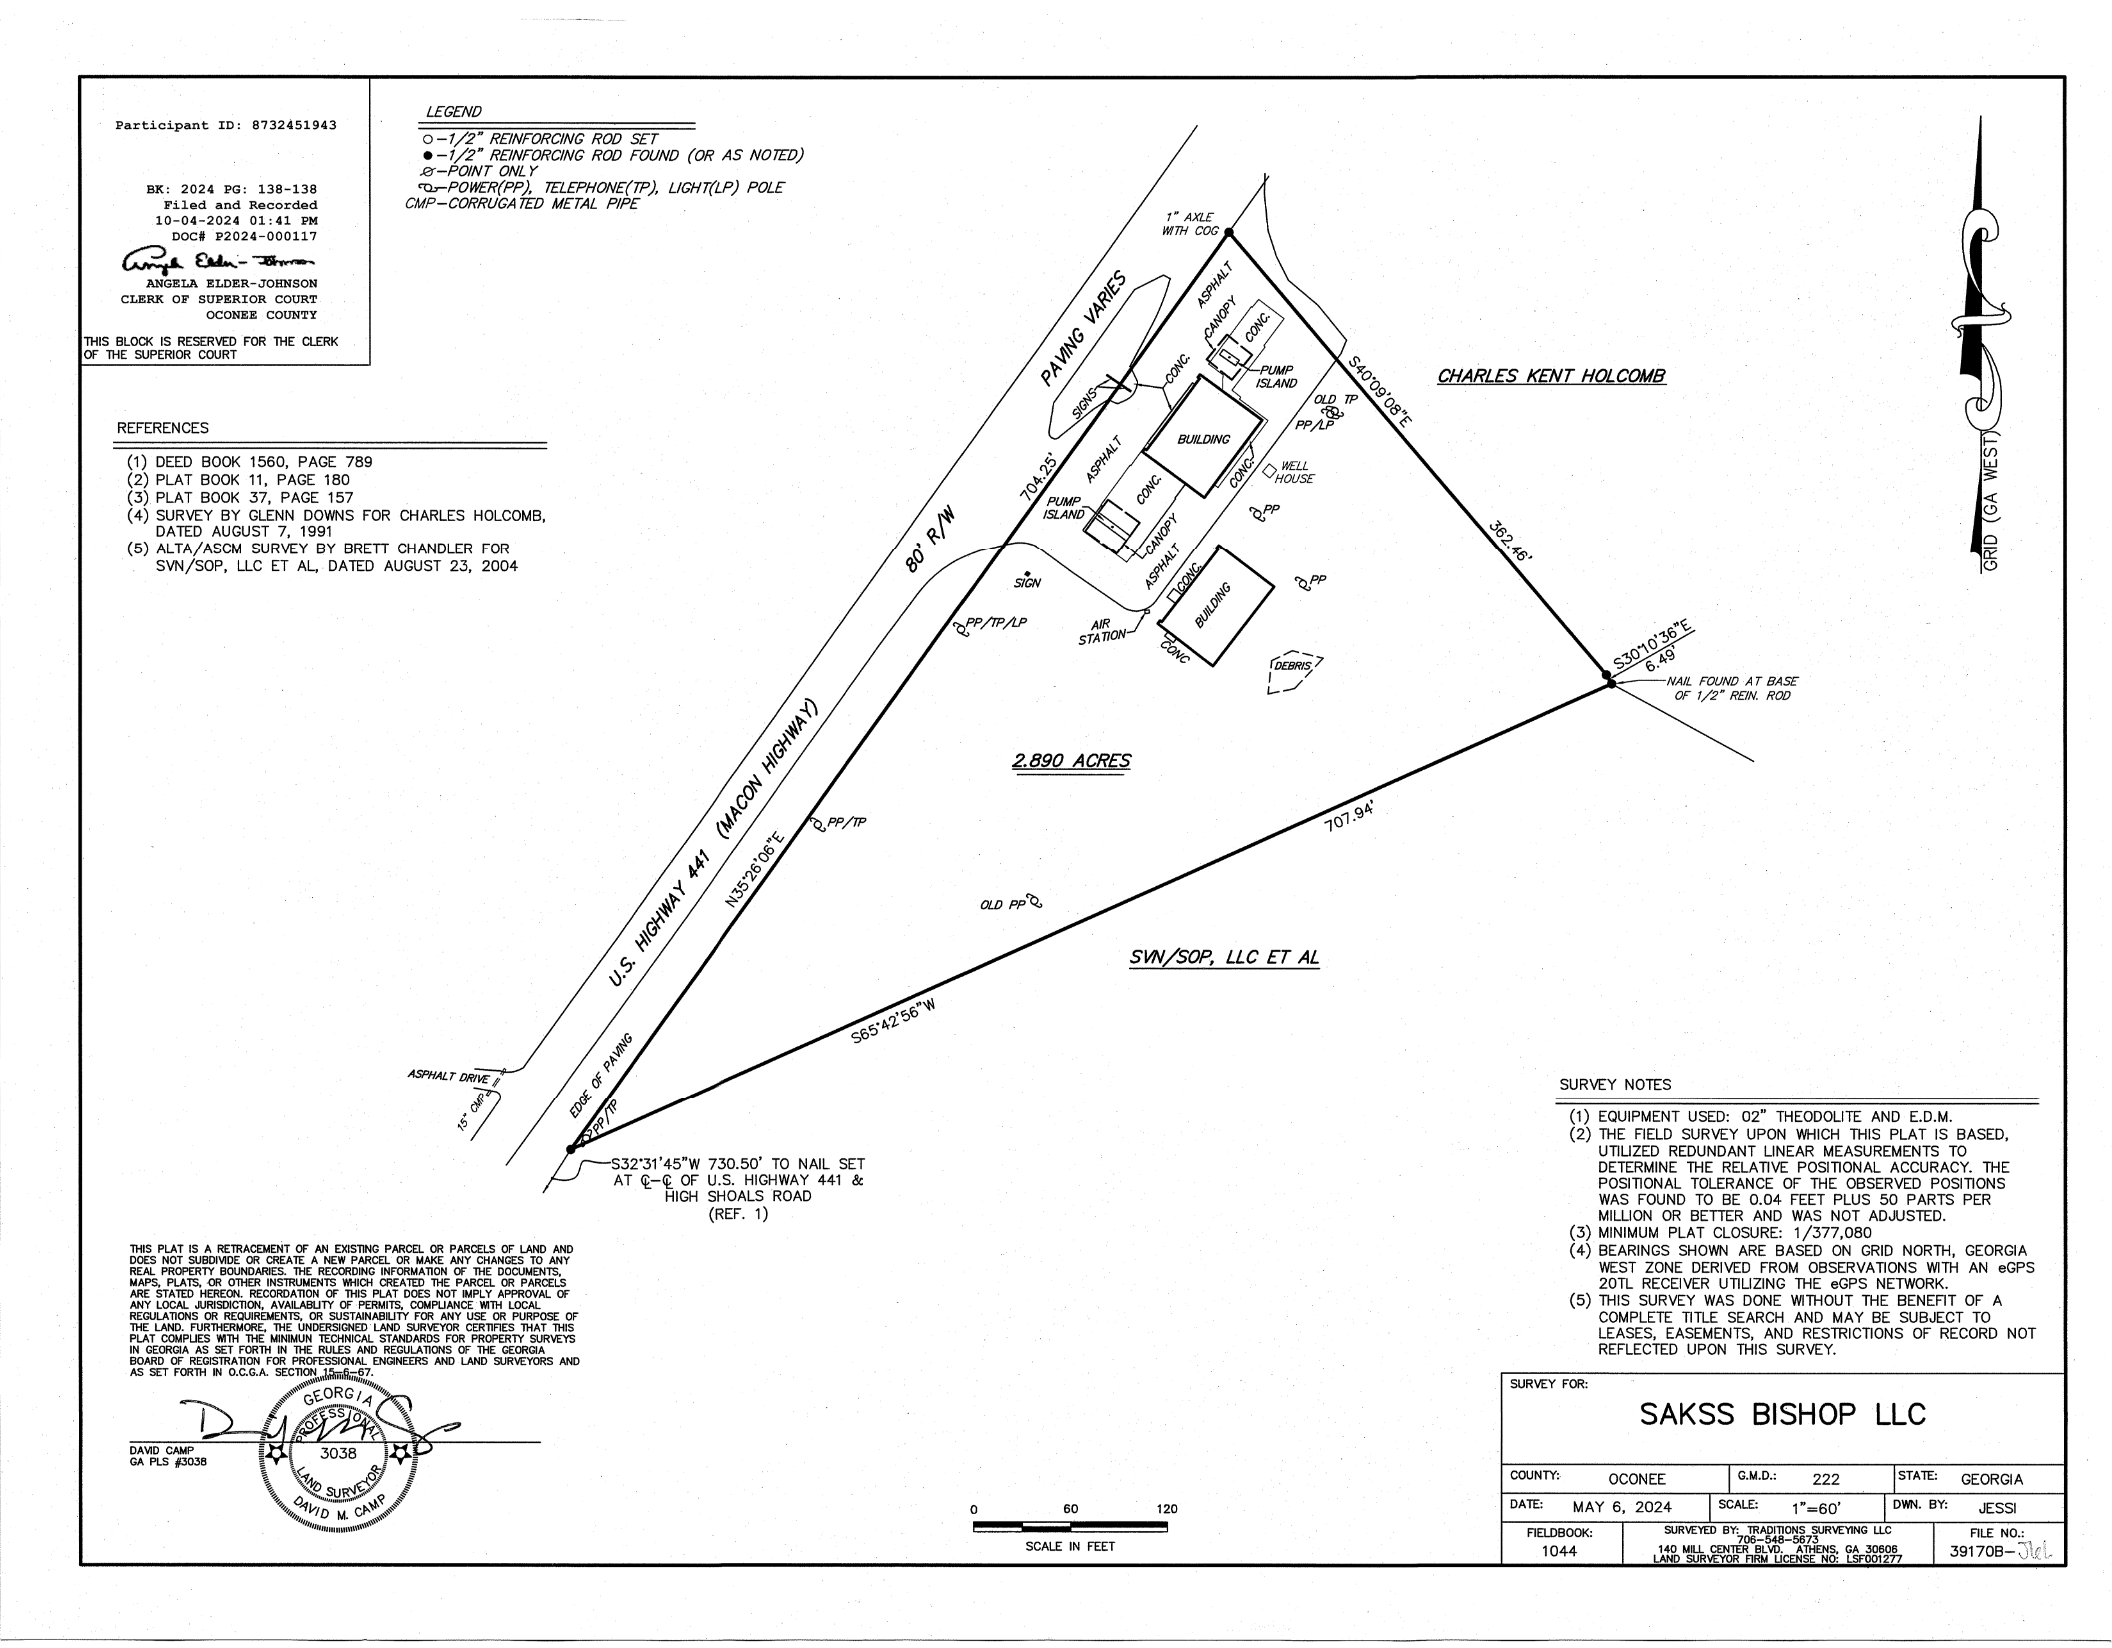 Participant ID: 8732451943
BK: 2024 PG: 138-138
Filed and Recorded
10-04-2024 01:41 PM
DOC# P2024-000117
ANGELA ELDER-JOHNSON
CLERK OF SUPERIOR COURT
OCONEE COUNTY
THIS BLOCK IS RESERVED FOR THE CLERK
OF THE SUPERIOR COURT
LEGEND
-1/2" REINFORCING ROD SET
-1/2" REINFORCING ROD FOUND (OR AS NOTED)
-POINT ONLY
-POWER(PP), TELEPHONE(TP), LIGHT(LP) POLE
CMP-CORRUGATED METAL PIPE
REFERENCES
(1) DEED BOOK 1560, PAGE 789
(2) PLAT BOOK 11, PAGE 180
(3) PLAT BOOK 37, PAGE 157
(4) SURVEY BY GLENN DOWNS FOR CHARLES HOLCOMB,
DATED AUGUST 7, 1991
(5) ALTA/ASCM SURVEY BY BRETT CHANDLER FOR
SVN/SOP, LLC ET AL, DATED AUGUST 23, 2004
1" AXLE
WITH COG
PAVING VARIES
ASPHALT
CANOPY
CONC.
PUMP
ISLAND
CONC.
SIGNS
OLD TP
PP/LP
S40°09'08"E
CHARLES KENT HOLCOMB
GRID (GA WEST)
BUILDING
ASPHALT
704.25'
CONC.
CONC.
WELL
HOUSE
PUMP
ISLAND
PP
CANOPY
ASPHALT
80' R/W
362.46'
SIGN
CONC.
BUILDING
PP
PP/TP/LP
AIR
STATION
CONC
DEBRIS
S30°10'36"E
6.49'
NAIL FOUND AT BASE
OF 1/2" REIN. ROD
U.S. HIGHWAY 441 (MACON HIGHWAY)
2.890 ACRES
707.94'
PP/TP
N35°26'06"E
OLD PP
SVN/SOP, LLC ET AL
S65°42'56"W
EDGE OF PAVING
ASPHALT DRIVE
15" CMP
PP/TP
S32°31'45"W 730.50' TO NAIL SET
AT ℄-℄ OF U.S. HIGHWAY 441 &
HIGH SHOALS ROAD
(REF. 1)
SURVEY NOTES
(1) EQUIPMENT USED: 02" THEODOLITE AND E.D.M.
(2) THE FIELD SURVEY UPON WHICH THIS PLAT IS BASED,
UTILIZED REDUNDANT LINEAR MEASUREMENTS TO
DETERMINE THE RELATIVE POSITIONAL ACCURACY. THE
POSITIONAL TOLERANCE OF THE OBSERVED POSITIONS
WAS FOUND TO BE 0.04 FEET PLUS 50 PARTS PER
MILLION OR BETTER AND WAS NOT ADJUSTED.
(3) MINIMUM PLAT CLOSURE: 1/377,080
(4) BEARINGS SHOWN ARE BASED ON GRID NORTH, GEORGIA
WEST ZONE DERIVED FROM OBSERVATIONS WITH AN eGPS
20TL RECEIVER UTILIZING THE eGPS NETWORK.
(5) THIS SURVEY WAS DONE WITHOUT THE BENEFIT OF A
COMPLETE TITLE SEARCH AND MAY BE SUBJECT TO
LEASES, EASEMENTS, AND RESTRICTIONS OF RECORD NOT
REFLECTED UPON THIS SURVEY.
THIS PLAT IS A RETRACEMENT OF AN EXISTING PARCEL OR PARCELS OF LAND AND
DOES NOT SUBDIVIDE OR CREATE A NEW PARCEL OR MAKE ANY CHANGES TO ANY
REAL PROPERTY BOUNDARIES. THE RECORDING INFORMATION OF THE DOCUMENTS,
MAPS, PLATS, OR OTHER INSTRUMENTS WHICH CREATED THE PARCEL OR PARCELS
ARE STATED HEREON. RECORDATION OF THIS PLAT DOES NOT IMPLY APPROVAL OF
ANY LOCAL JURISDICTION, AVAILABLITY OF PERMITS, COMPLIANCE WITH LOCAL
REGULATIONS OR REQUIREMENTS, OR SUSTAINABILITY FOR ANY USE OR PURPOSE OF
THE LAND. FURTHERMORE, THE UNDERSIGNED LAND SURVEYOR CERTIFIES THAT THIS
PLAT COMPLIES WITH THE MINIMUN TECHNICAL STANDARDS FOR PROPERTY SURVEYS
IN GEORGIA AS SET FORTH IN THE RULES AND REGULATIONS OF THE GEORGIA
BOARD OF REGISTRATION FOR PROFESSIONAL ENGINEERS AND LAND SURVEYORS AND
AS SET FORTH IN O.C.G.A. SECTION 15-6-67.
DAVID CAMP
GA PLS #3038
GEORGIA
PROFESSIONAL
3038
LAND SURVEYOR
DAVID M. CAMP
0 60 120
SCALE IN FEET
SURVEY FOR:
SAKSS BISHOP LLC
COUNTY: OCONEE G.M.D.: 222 STATE: GEORGIA
DATE: MAY 6, 2024 SCALE: 1"=60' DWN. BY: JESSI
FIELDBOOK:
1044
SURVEYED BY: TRADITIONS SURVEYING LLC
706-548-5673
140 MILL CENTER BLVD. ATHENS, GA 30606
LAND SURVEYOR FIRM LICENSE NO: LSF001277
FILE NO.:
39170B-